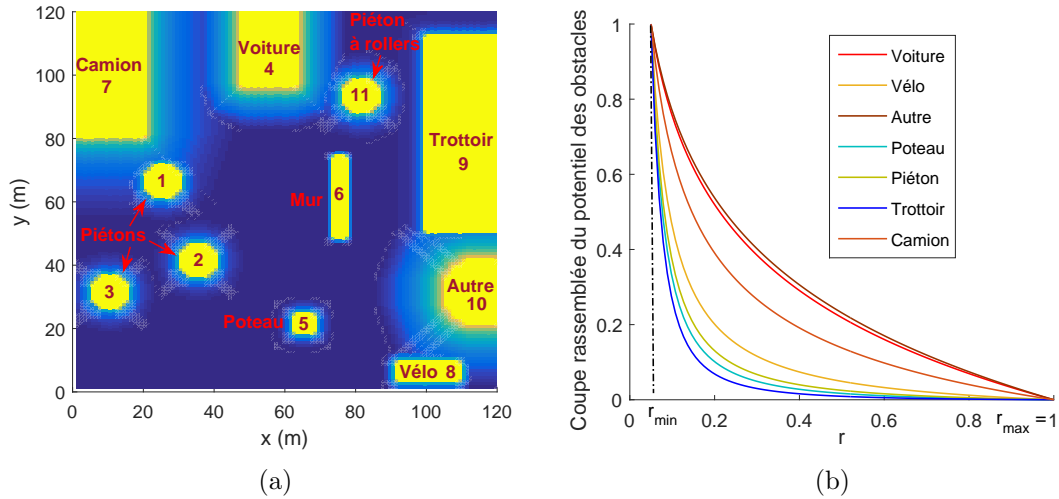 120
100
80
60
40
20
0
y (m)
0
20
40
60
80
100
120
x (m)
Camion
7
Voiture
4
Piéton
à rollers
11
Trottoir
9
1
Mur
6
Piétons
2
3
Autre
10
Poteau
5
Vélo 8
(a)
Coupe rassemblée du potentiel des obstacles
1
0.8
0.6
0.4
0.2
0
0
r min
0.2
0.4
0.6
0.8
r max =1
1
r
Voiture
Vélo
Autre
Poteau
Piéton
Trottoir
Camion
(b)